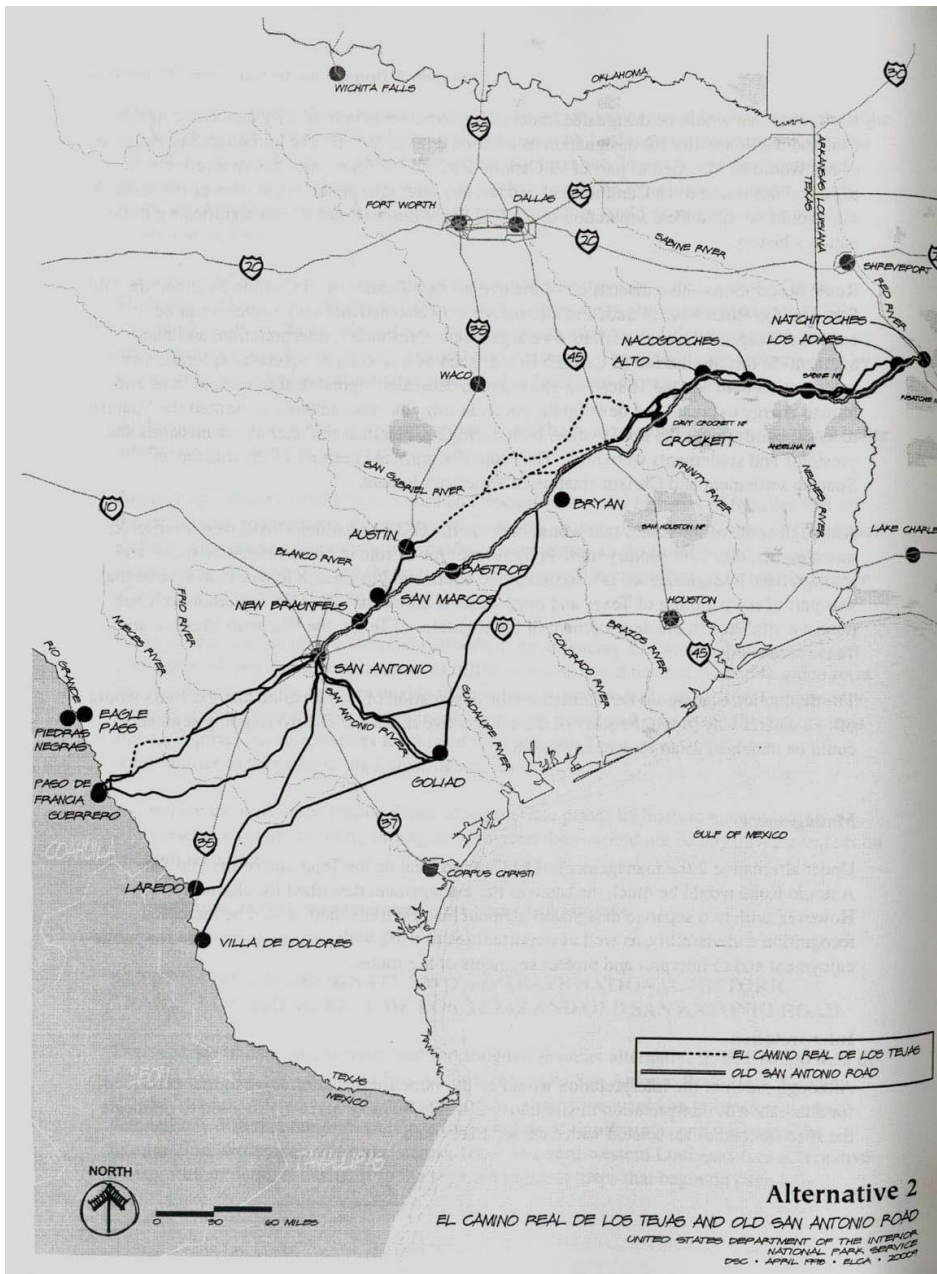 OKLAHOMA
30
WICHITA FALLS
35
ARKANSAS
LOUISIANA
TEXAS
30
FORT WORTH
DALLAS
20
SABINE RIVER
20
SHREVEPORT
RED RIVER
35
NATCHITOCHES
LOS ADAES
NACOGDOCHES
45
ALTO
WACO
SABINE NF
DAVY CROCKETT NF
CROCKETT
ANGELINA NF
SAN GABRIEL RIVER
TRINITY RIVER
NECHES RIVER
10
BRYAN
SAM HOUSTON NF
AUSTIN
LAKE CHARLE
BLANCO RIVER
BASTROP
FRIO RIVER
NUECES RIVER
NEW BRAUNFELS
SAN MARCOS
HOUSTON
10
BRAZOS RIVER
COLORADO RIVER
45
RIO GRANDE
SAN ANTONIO
SAN ANTONIO RIVER
GUADALUPE RIVER
EAGLE
PASS
PIEDRAS
NEGRAS
GOLIAD
PASO DE
FRANCIA
GUERRERO
GULF OF MEXICO
COAHUILA
35
37
CORPUS CHRISTI
LAREDO
VILLA DE DOLORES
EL CAMINO REAL DE LOS TEJAS
OLD SAN ANTONIO ROAD
TEXAS
MEXICO
TAMAULIPAS
NORTH
0 30 60 MILES
Alternative 2
EL CAMINO REAL DE LOS TEJAS AND OLD SAN ANTONIO ROAD
UNITED STATES DEPARTMENT OF THE INTERIOR
NATIONAL PARK SERVICE
DSC • APRIL 1998 • ELCA • 20009